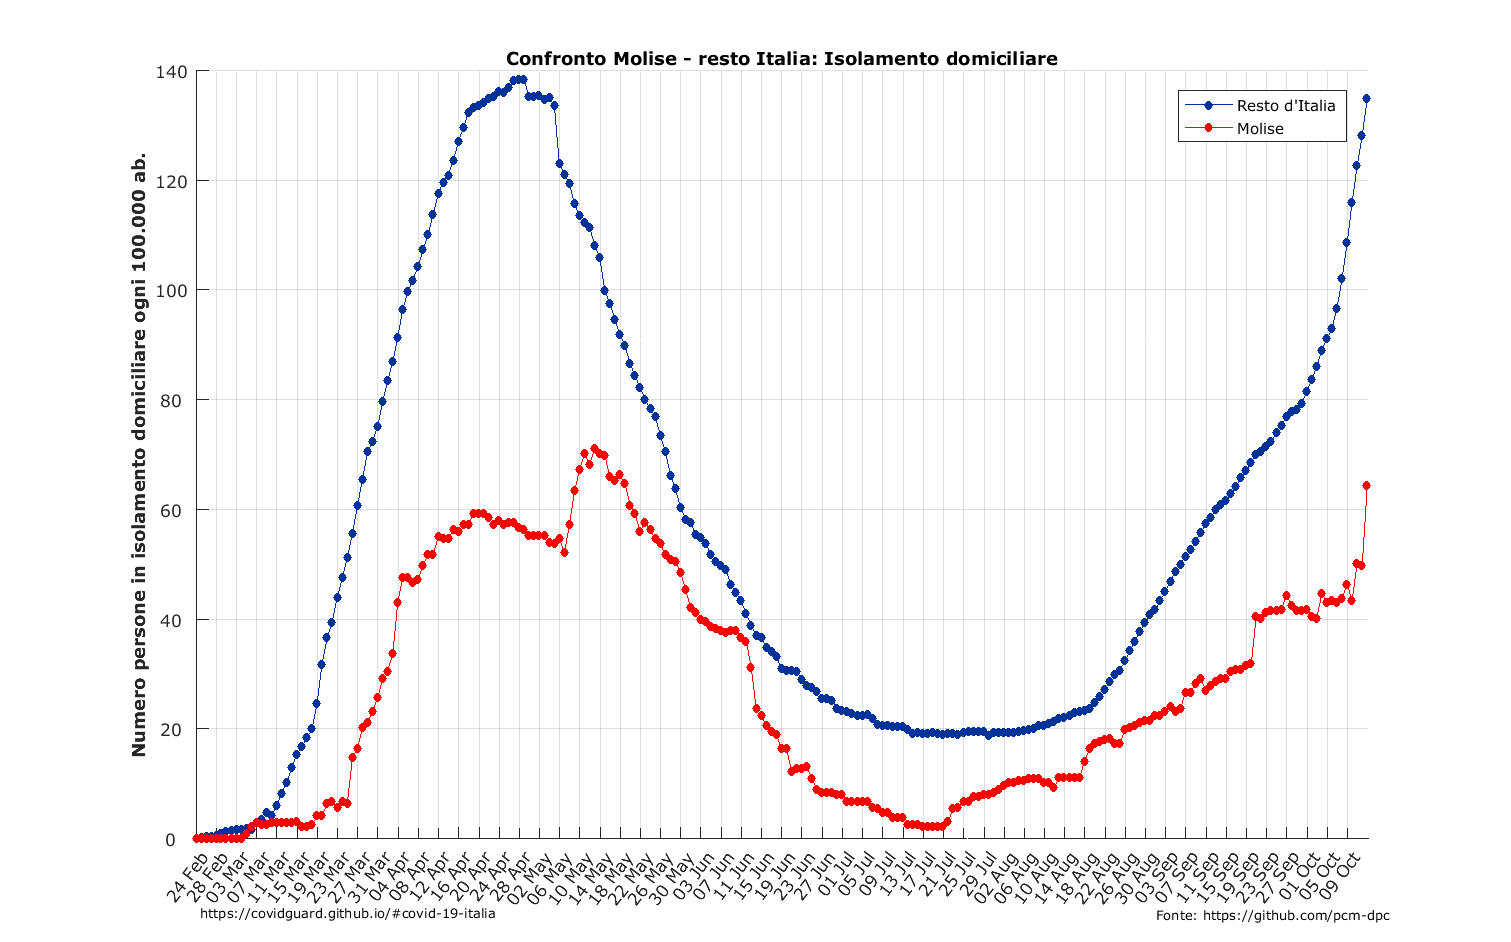 Confronto Molise - resto Italia: Isolamento domiciliare
Numero persone in isolamento domiciliare ogni 100.000 ab.
140
120
100
80
60
40
20
0
Resto d'Italia
Molise
24 Feb
28 Feb
03 Mar
07 Mar
11 Mar
15 Mar
19 Mar
23 Mar
27 Mar
31 Mar
04 Apr
08 Apr
12 Apr
16 Apr
20 Apr
24 Apr
28 Apr
02 May
06 May
10 May
14 May
18 May
22 May
26 May
30 May
03 Jun
07 Jun
11 Jun
15 Jun
19 Jun
23 Jun
27 Jun
01 Jul
05 Jul
09 Jul
13 Jul
17 Jul
21 Jul
25 Jul
29 Jul
02 Aug
06 Aug
10 Aug
14 Aug
18 Aug
22 Aug
26 Aug
30 Aug
03 Sep
07 Sep
11 Sep
15 Sep
19 Sep
23 Sep
27 Sep
01 Oct
05 Oct
09 Oct
https://covidguard.github.io/#covid-19-italia
Fonte: https://github.com/pcm-dpc